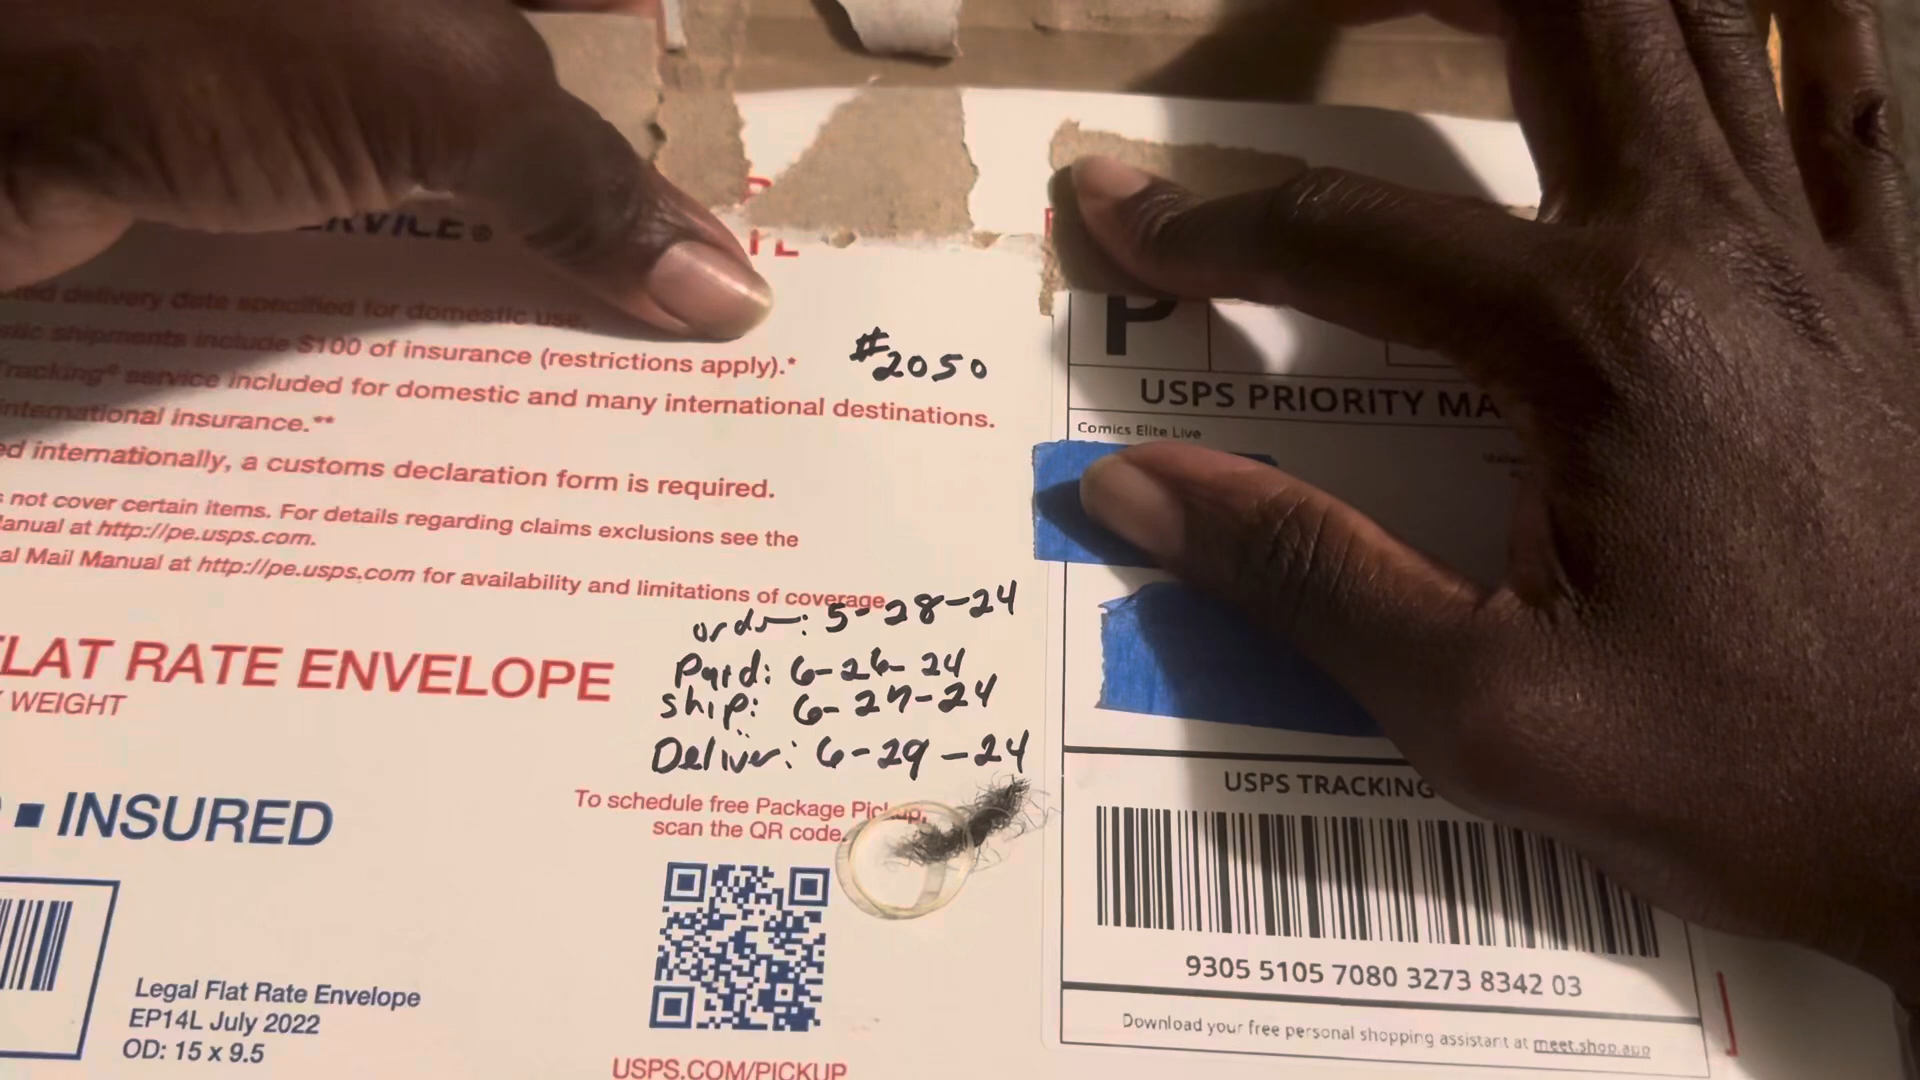 SERVICE®
delivery date specified for domestic use.
shipments include $100 of insurance (restrictions apply).*
#2050
Tracking® service included for domestic and many international destinations.
international insurance.**
internationally, a customs declaration form is required.
not cover certain items. For details regarding claims exclusions see the
Manual at http://pe.usps.com.
Mail Manual at http://pe.usps.com for availability and limitations of coverage.
order: 5-28-24
Paid: 6-26-24
Ship: 6-27-24
Deliver: 6-29-24
FLAT RATE ENVELOPE
WEIGHT
■ INSURED
To schedule free Package Pickup,
scan the QR code.
Legal Flat Rate Envelope
EP14L July 2022
OD: 15 x 9.5
USPS.COM/PICKUP
P
USPS PRIORITY MA
Comics Elite Live
USPS TRACKING
9305 5105 7080 3273 8342 03
Download your free personal shopping assistant at meet.shop.app